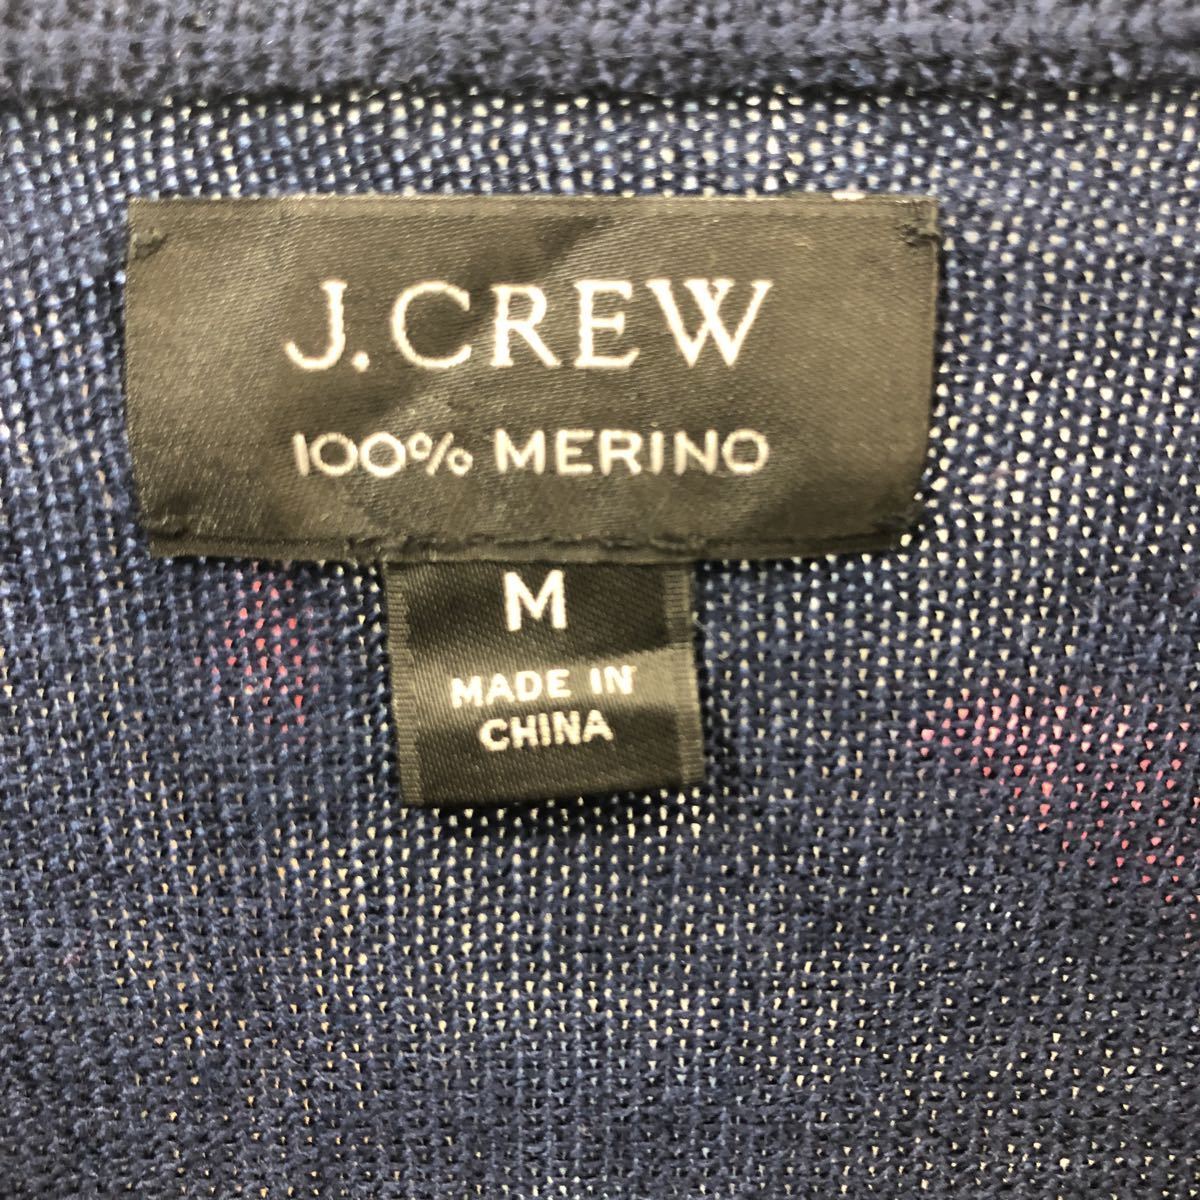 J.CREW
100% MERINO
M
MADE IN
CHINA